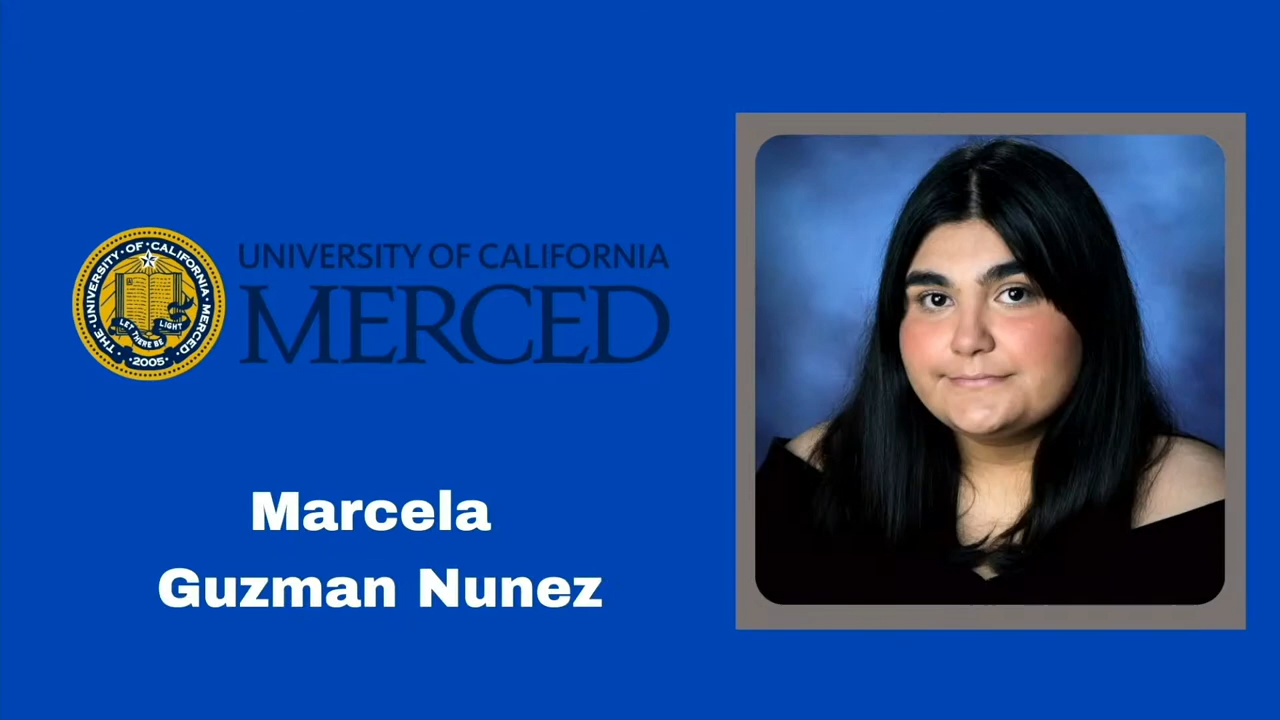 THE · UNIVERSITY · OF · CALIFORNIA · MERCED ·
LET THERE BE LIGHT
· 2005 ·
UNIVERSITY OF CALIFORNIA
MERCED
Marcela
Guzman Nunez